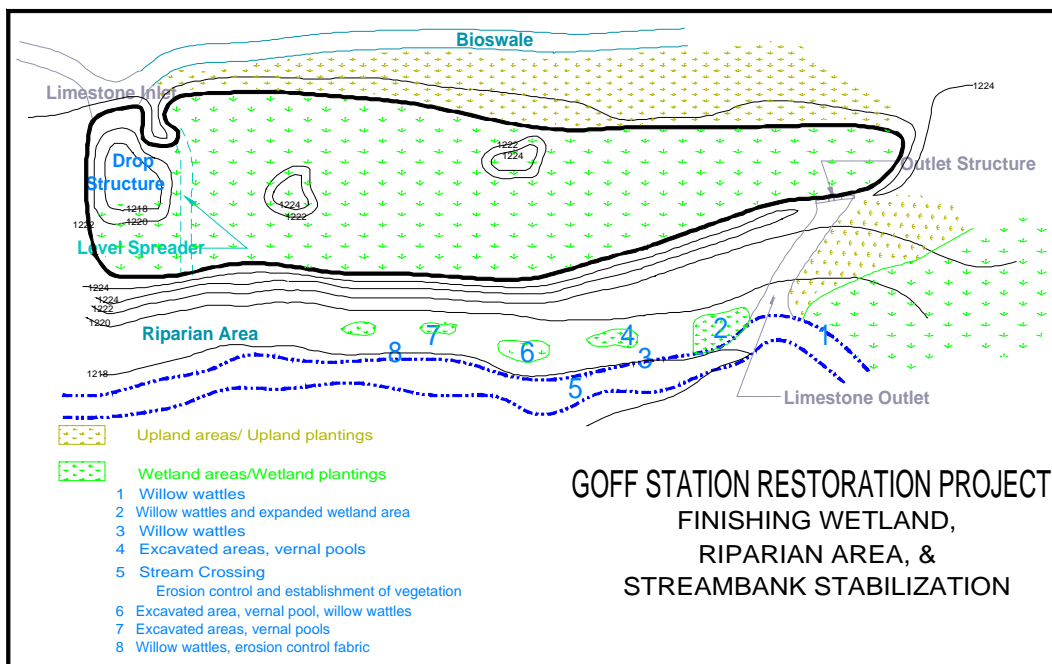 Bioswale
Limestone Inlet
1224
1222
1224
Outlet Structure
Drop
Structure
1218
1220
1222
1224
1222
Level Spreader
1224
1224
1222
1220
Riparian Area
7
4
2
1
8
6
3
1218
5
Limestone Outlet
Upland areas/ Upland plantings
Wetland areas/Wetland plantings
1 Willow wattles
2 Willow wattles and expanded wetland area
3 Willow wattles
4 Excavated areas, vernal pools
5 Stream Crossing
Erosion control and establishment of vegetation
6 Excavated area, vernal pool, willow wattles
7 Excavated areas, vernal pools
8 Willow wattles, erosion control fabric
GOFF STATION RESTORATION PROJECT
FINISHING WETLAND,
RIPARIAN AREA, &
STREAMBANK STABILIZATION